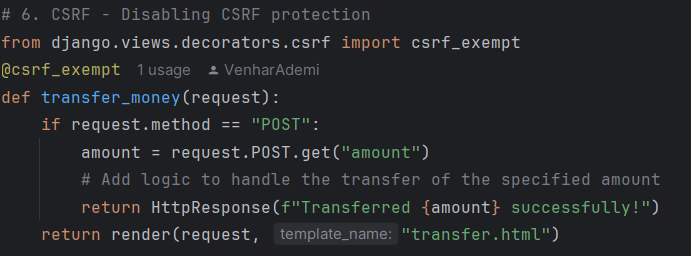 # 6. CSRF - Disabling CSRF protection
from django.views.decorators.csrf import csrf_exempt
@csrf_exempt 1 usage VenharAdemi
def transfer_money(request):
    if request.method == "POST":
        amount = request.POST.get("amount")
        # Add logic to handle the transfer of the specified amount
        return HttpResponse(f"Transferred {amount} successfully!")
    return render(request, template_name: "transfer.html")